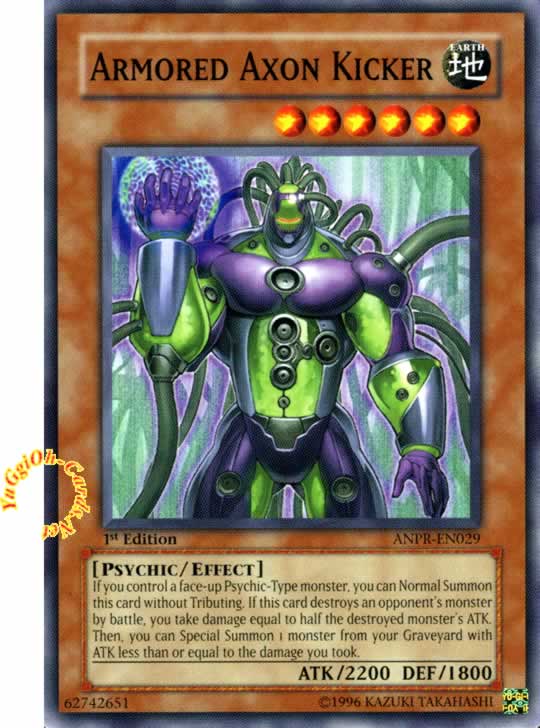 ARMORED AXON KICKER
EARTH
地
1st Edition
ANPR-EN029
[PSYCHIC/EFFECT]
If you control a face-up Psychic-Type monster, you can Normal Summon
this card without Tributing. If this card destroys an opponent's monster
by battle, you take damage equal to half the destroyed monster's ATK.
Then, you can Special Summon 1 monster from your Graveyard with
ATK less than or equal to the damage you took.
ATK/2200 DEF/1800
62742651
©1996 KAZUKI TAKAHASHI
YuGgiOh-Cards.Net